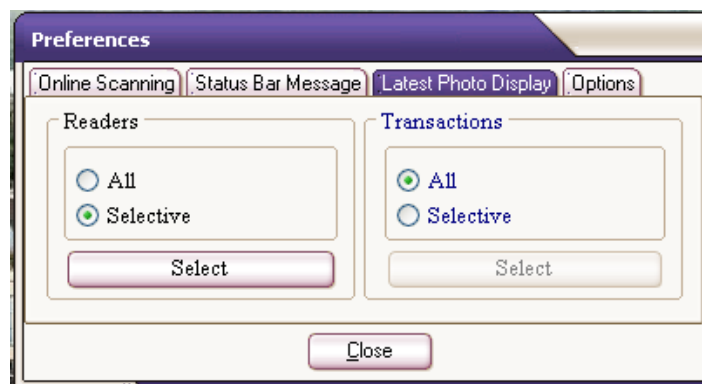 Preferences
Online Scanning Status Bar Message Latest Photo Display Options
Readers Transactions
All All
Selective Selective
Select Select
Close